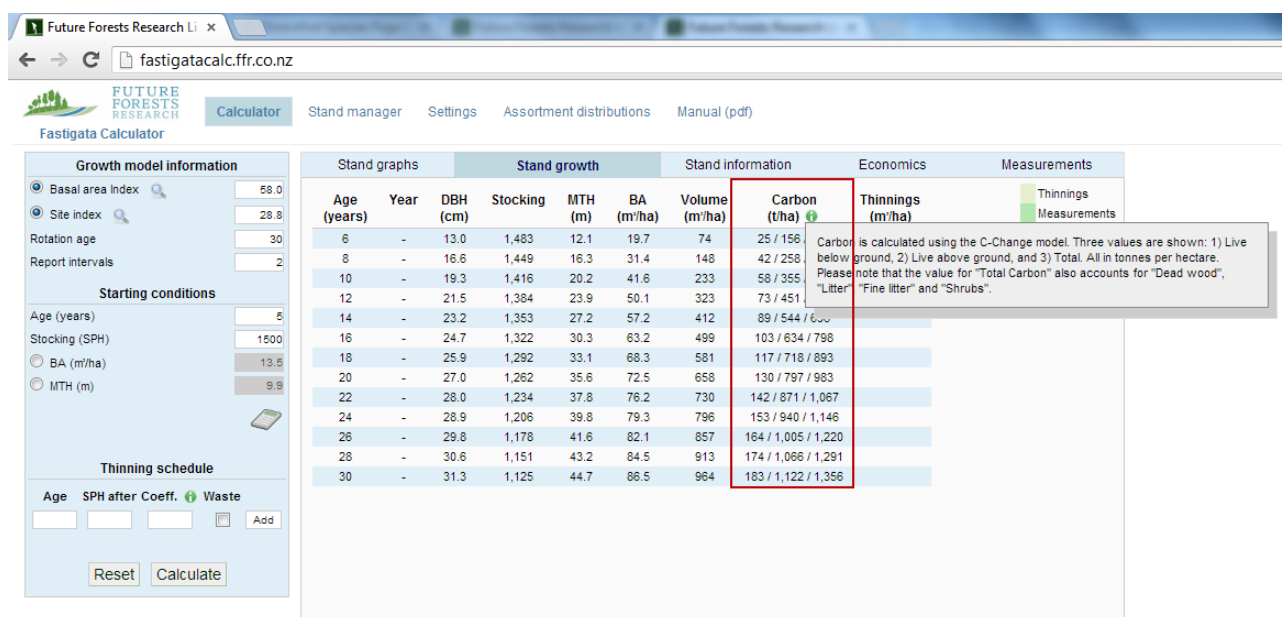 Future Forests Research Li ×
fastigatacalc.ffr.co.nz
FUTURE
FORESTS
RESEARCH
Fastigata Calculator
Calculator Stand manager Settings Assortment distributions Manual (pdf)
Growth model information
Basal area Index 58.0
Site index 28.8
Rotation age 30
Report intervals 2
Starting conditions
Age (years) 5
Stocking (SPH) 1500
BA (m²/ha) 13.5
MTH (m) 9.9
Thinning schedule
Age SPH after Coeff. Waste
Add
Reset Calculate
Stand graphs Stand growth Stand information Economics Measurements
Age (years) Year DBH (cm) Stocking MTH (m) BA (m²/ha) Volume (m³/ha) Carbon (t/ha) Thinnings (m³/ha)
6 - 13.0 1,483 12.1 19.7 74 25 / 156
8 - 16.6 1,449 16.3 31.4 148 42 / 258
10 - 19.3 1,416 20.2 41.6 233 58 / 355
12 - 21.5 1,384 23.9 50.1 323 73 / 451
14 - 23.2 1,353 27.2 57.2 412 89 / 544 /
16 - 24.7 1,322 30.3 63.2 499 103 / 634 / 798
18 - 25.9 1,292 33.1 68.3 581 117 / 718 / 893
20 - 27.0 1,262 35.6 72.5 658 130 / 797 / 983
22 - 28.0 1,234 37.8 76.2 730 142 / 871 / 1,067
24 - 28.9 1,206 39.8 79.3 796 153 / 940 / 1,146
26 - 29.8 1,178 41.6 82.1 857 164 / 1,005 / 1,220
28 - 30.6 1,151 43.2 84.5 913 174 / 1,066 / 1,291
30 - 31.3 1,125 44.7 86.5 964 183 / 1,122 / 1,356
Thinnings
Measurements
Carbon is calculated using the C-Change model. Three values are shown: 1) Live
below ground, 2) Live above ground, and 3) Total. All in tonnes per hectare.
Please note that the value for "Total Carbon" also accounts for "Dead wood",
"Litter", "Fine litter" and "Shrubs".